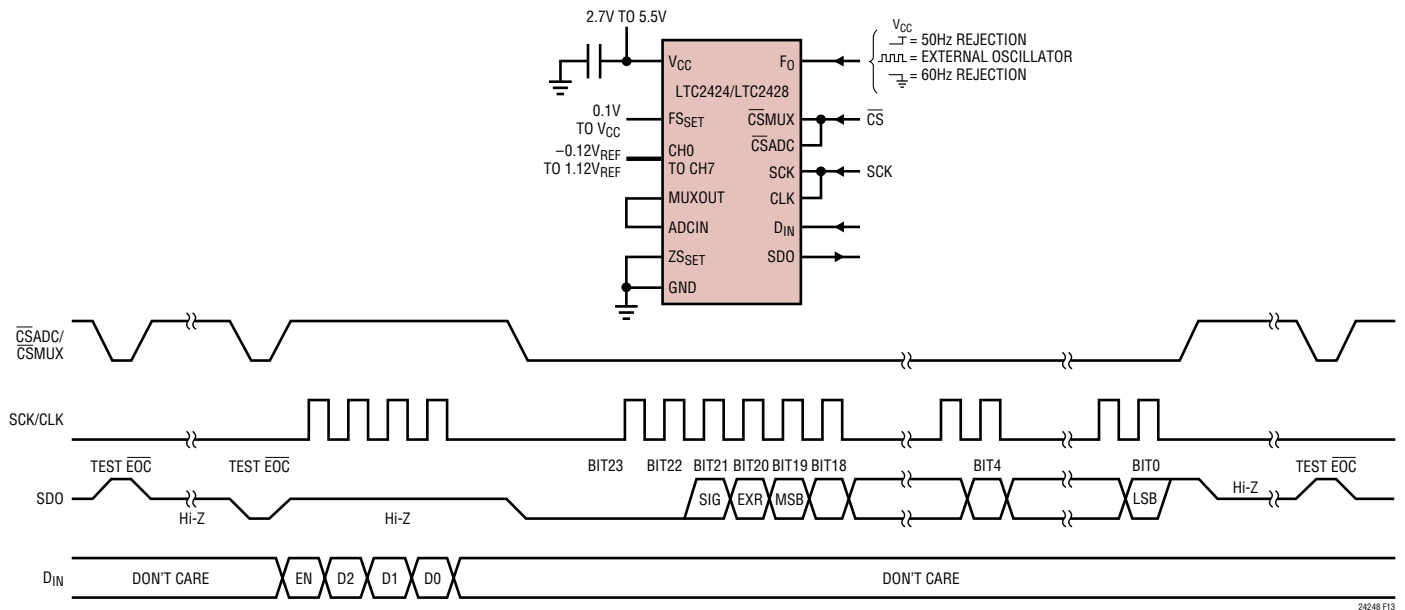 2.7V TO 5.5V
VCC
= 50Hz REJECTION
= EXTERNAL OSCILLATOR
= 60Hz REJECTION
VCC
FO
LTC2424/LTC2428
0.1V
TO VCC
FSSET
CSMUX
CS
CSADC
–0.12VREF
TO 1.12VREF
CH0
TO CH7
SCK
SCK
MUXOUT
CLK
ADCIN
DIN
ZSSET
SDO
GND
CSADC/
CSMUX
SCK/CLK
TEST EOC
TEST EOC
BIT23
BIT22
BIT21
BIT20
BIT19
BIT18
BIT4
BIT0
TEST EOC
SDO
Hi-Z
Hi-Z
SIG
EXR
MSB
LSB
Hi-Z
DIN
DON'T CARE
EN
D2
D1
D0
DON'T CARE
24248 F13